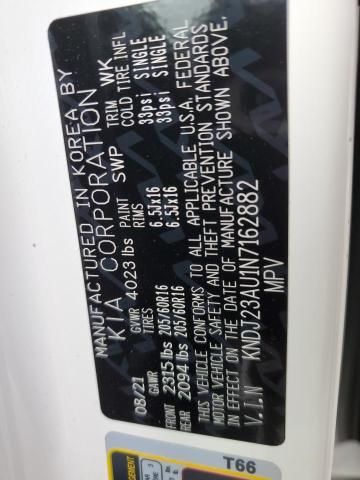 MANUFACTURED IN KOREA BY
KIA CORPORATION
08/21 GVWR 4023 lbs PAINT SWP TRIM WK
GAWR TIRES RIMS COLD TIRE INFL
FRONT 2315 lbs 205/60R16 6.5Jx16 33psi SINGLE
REAR 2094 lbs 205/60R16 6.5Jx16 33psi SINGLE
THIS VEHICLE CONFORMS TO ALL APPLICABLE U.S.A. FEDERAL
MOTOR VEHICLE SAFETY AND THEFT PREVENTION STANDARDS
IN EFFECT ON THE DATE OF MANUFACTURE SHOWN ABOVE.
V.I.N KNDJ23AU1N7162882
MPV
T66